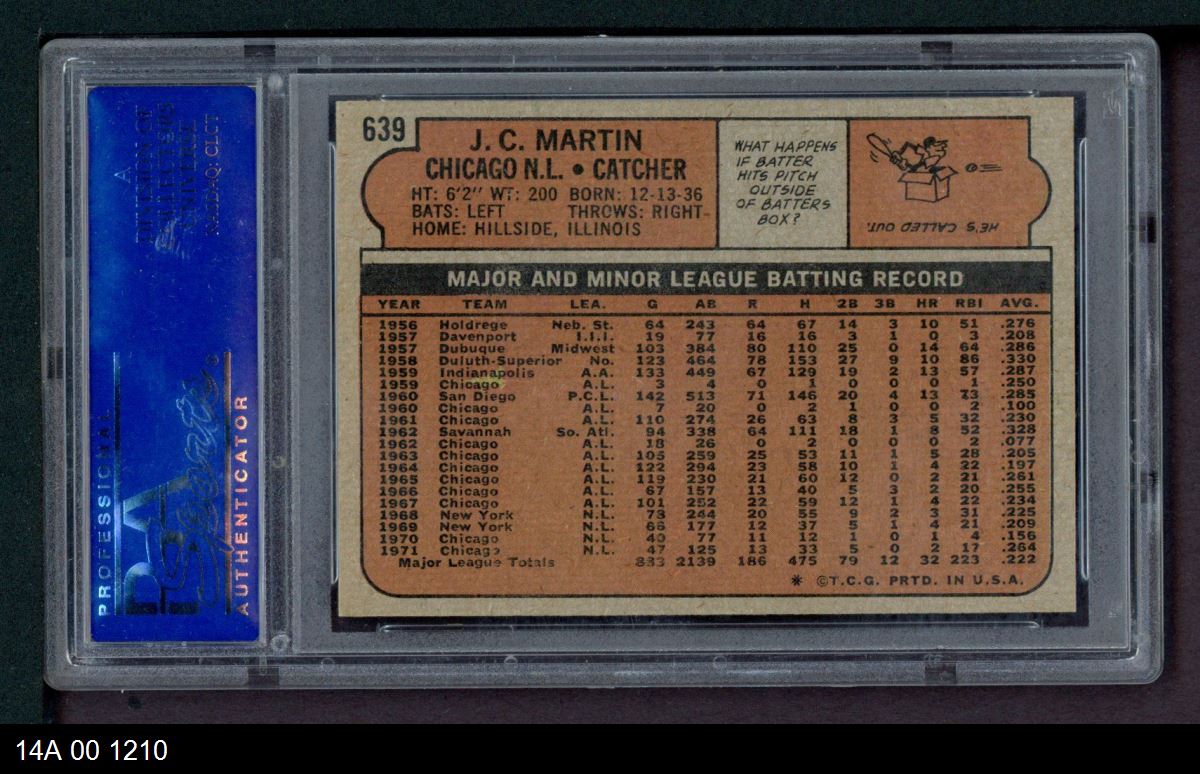 A
DIVISION OF
COLLECTERS
UNIVERSE
NASDAQ: CLCT
PROFESSIONAL
PSA
Sports
AUTHENTICATOR
639
J. C. MARTIN
CHICAGO N.L. • CATCHER
HT: 6'2" WT: 200 BORN: 12-13-36
BATS: LEFT THROWS: RIGHT
HOME: HILLSIDE, ILLINOIS
WHAT HAPPENS
IF BATTER
HITS PITCH
OUTSIDE
OF BATTERS
BOX?
HE'S CALLED OUT.
MAJOR AND MINOR LEAGUE BATTING RECORD
YEAR TEAM LEA. G AB R H 2B 3B HR RBI AVG.
1956 Holdrege Neb. St. 64 243 64 67 14 3 10 51 .276
1957 Davenport I.I.I. 19 77 16 16 3 1 0 3 .208
1957 Dubuque Midwest 103 384 80 110 25 0 14 64 .286
1958 Duluth-Superior No. 123 464 78 153 27 9 10 86 .330
1959 Indianapolis A.A. 133 449 67 129 19 2 13 57 .287
1959 Chicago A.L. 3 4 0 1 0 0 0 1 .250
1960 San Diego P.C.L. 142 513 71 146 20 4 13 73 .285
1960 Chicago A.L. 7 20 0 2 1 0 0 2 .100
1961 Chicago A.L. 110 274 26 63 8 3 5 32 .230
1962 Savannah So. Atl. 94 338 64 111 18 1 8 52 .328
1962 Chicago A.L. 18 26 0 2 0 0 0 2 .077
1963 Chicago A.L. 105 259 25 53 11 1 5 28 .205
1964 Chicago A.L. 122 294 23 58 10 1 4 22 .197
1965 Chicago A.L. 119 230 21 60 12 0 2 21 .261
1966 Chicago A.L. 67 157 13 40 5 3 2 20 .255
1967 Chicago A.L. 101 252 22 59 12 1 4 22 .234
1968 New York N.L. 73 244 20 55 9 2 3 31 .225
1969 New York N.L. 66 177 12 37 5 1 4 21 .209
1970 Chicago N.L. 40 77 11 12 1 0 1 4 .156
1971 Chicago N.L. 47 125 13 33 5 0 2 17 .264
Major League Totals 833 2139 186 475 79 12 32 223 .222
* ©T.C.G. PRTD. IN U.S.A.
14A 00 1210